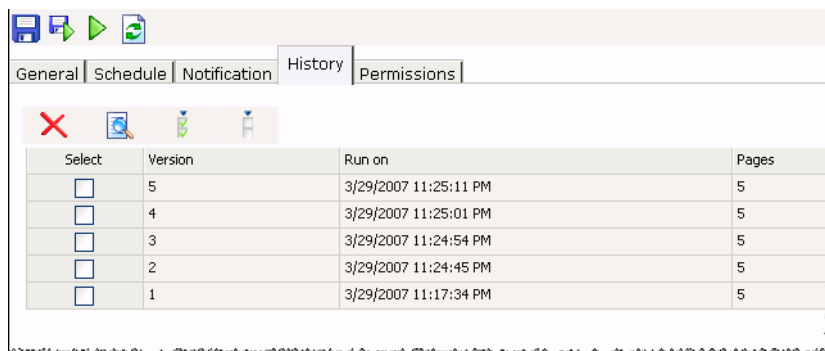 General Schedule Notification History Permissions
Select Version Run on Pages
5 3/29/2007 11:25:11 PM 5
4 3/29/2007 11:25:01 PM 5
3 3/29/2007 11:24:54 PM 5
2 3/29/2007 11:24:45 PM 5
1 3/29/2007 11:17:34 PM 5